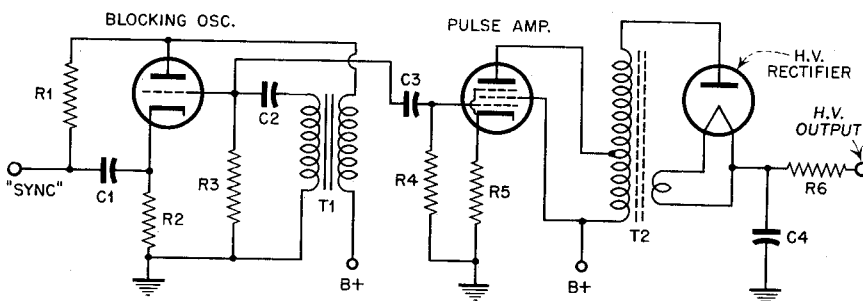 BLOCKING OSC.
PULSE AMP.
H.V.
RECTIFIER
H.V.
OUTPUT
R1
C2
C3
"SYNC"
C1
R2
R3
T1
B+
R4
R5
B+
T2
R6
C4